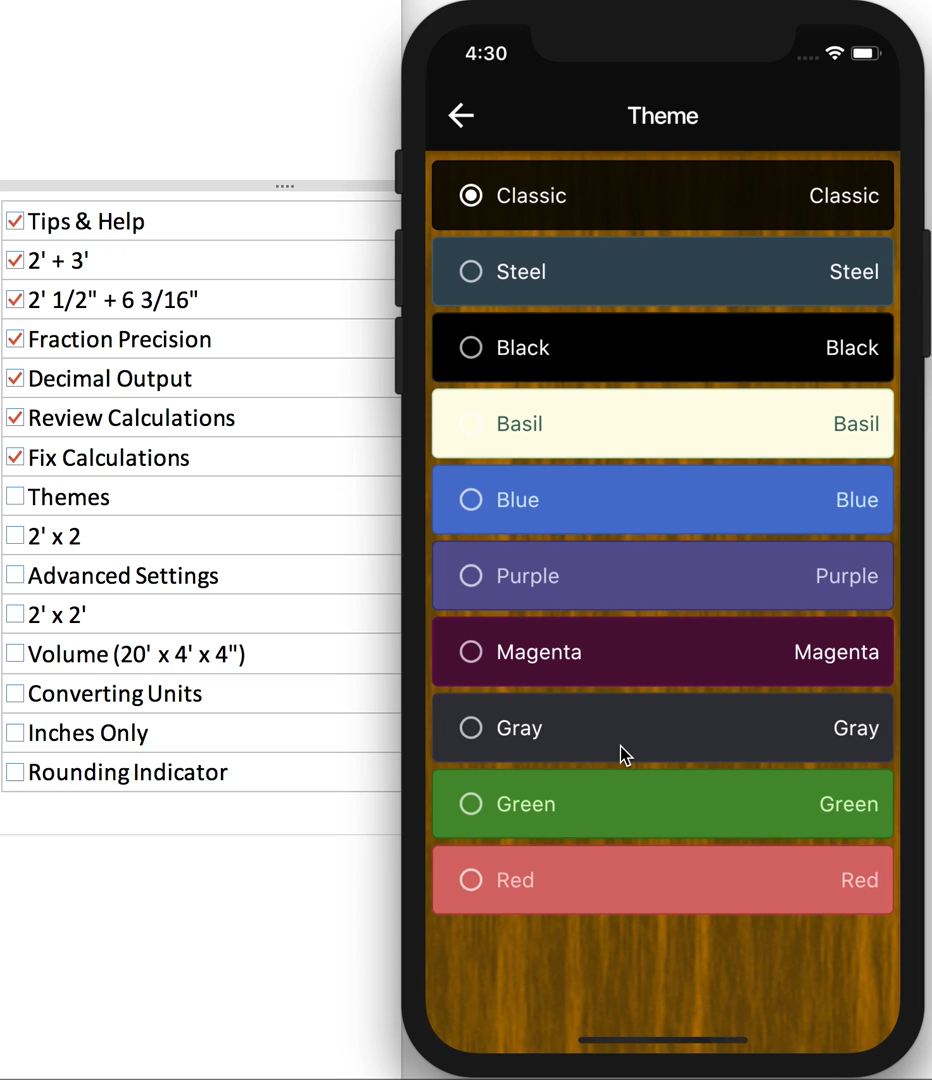 Tips & Help
2' + 3'
2' 1/2" + 6 3/16"
Fraction Precision
Decimal Output
Review Calculations
Fix Calculations
Themes
2' x 2
Advanced Settings
2' x 2'
Volume (20' x 4' x 4")
Converting Units
Inches Only
Rounding Indicator
4:30
Theme
Classic Classic
Steel Steel
Black Black
Basil Basil
Blue Blue
Purple Purple
Magenta Magenta
Gray Gray
Green Green
Red Red